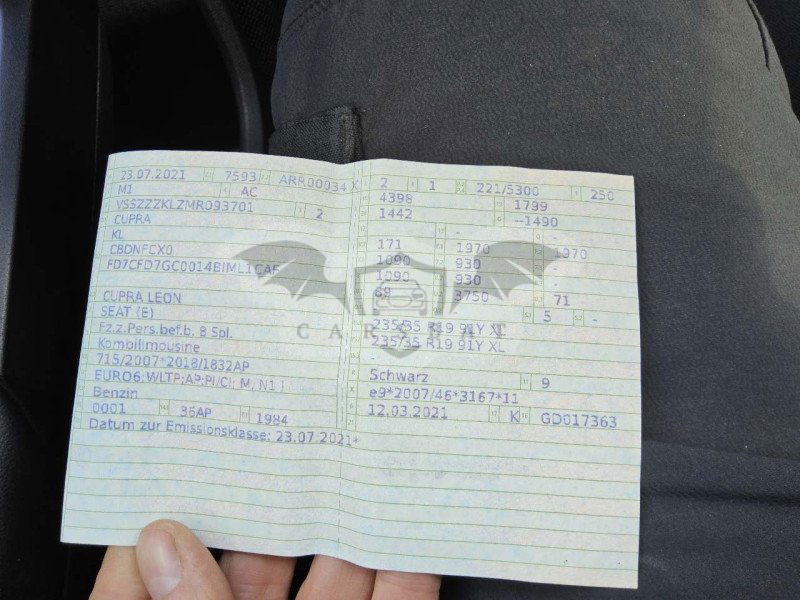 23.07.2021 7593 ARR00034 X
M1 AC
VSSZZZKLZMR093701 2
CUPRA
KL
CBDNFCX0
FD7CFD7GC0014BIML1CAE
CUPRA LEON
SEAT (E)
Fz.z.Pers.bef.b. 8 Spl.
Kombilimousine
715/2007*2018/1832AP
EURO6;WLTP;AP;PI/CI; M, N1 I
Benzin
0001 36AP 1984
Datum zur Emissionsklasse: 23.07.2021*
2 1 221/5300 250
4398 1799
1442 --1490
- -
171 1970 1970
1090 930 -
1090 930 -
69 3750 71
5 -
235/35 R19 91Y XL
235/35 R19 91Y XL
-
Schwarz 9
e9*2007/46*3167*11
12.03.2021 K GD017363